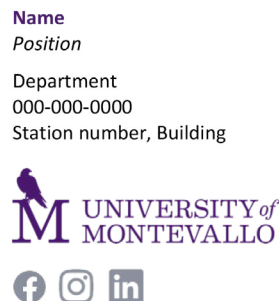 Name
Position
Department
000-000-0000
Station number, Building
M UNIVERSITY of
MONTEVALLO